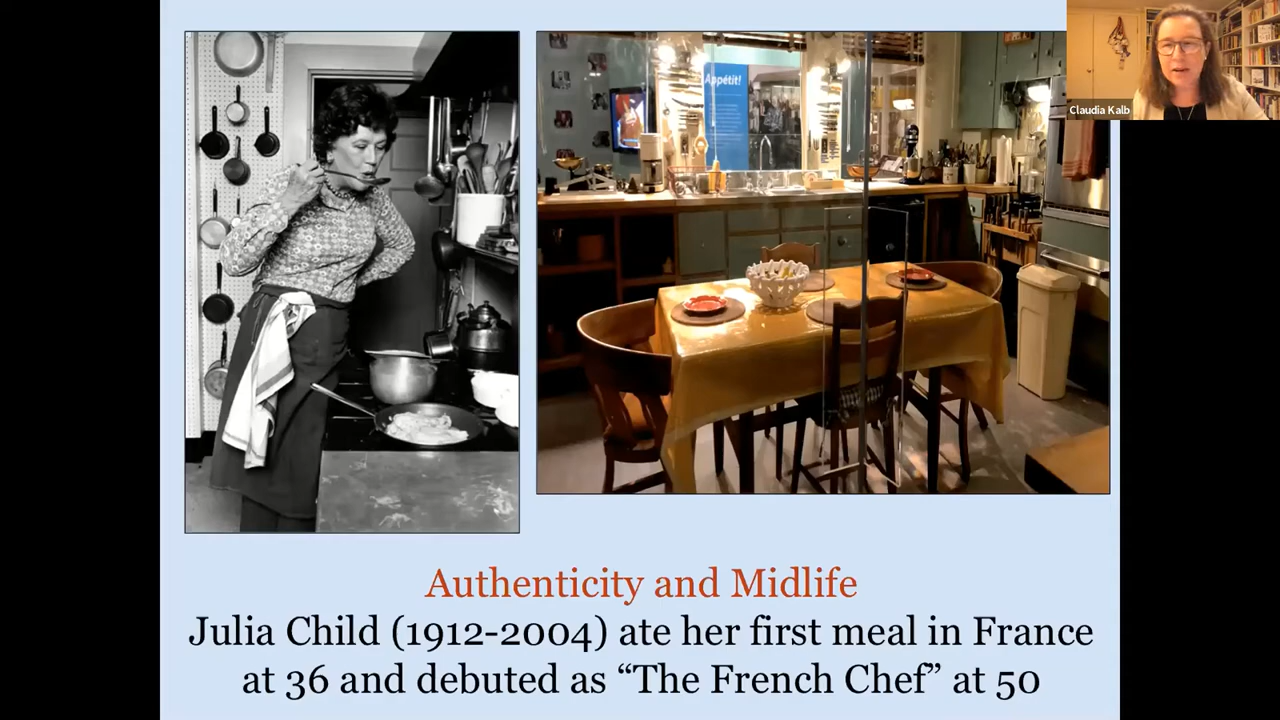 Appétit!
Claudia Kalb
Authenticity and Midlife
Julia Child (1912-2004) ate her first meal in France
at 36 and debuted as “The French Chef” at 50